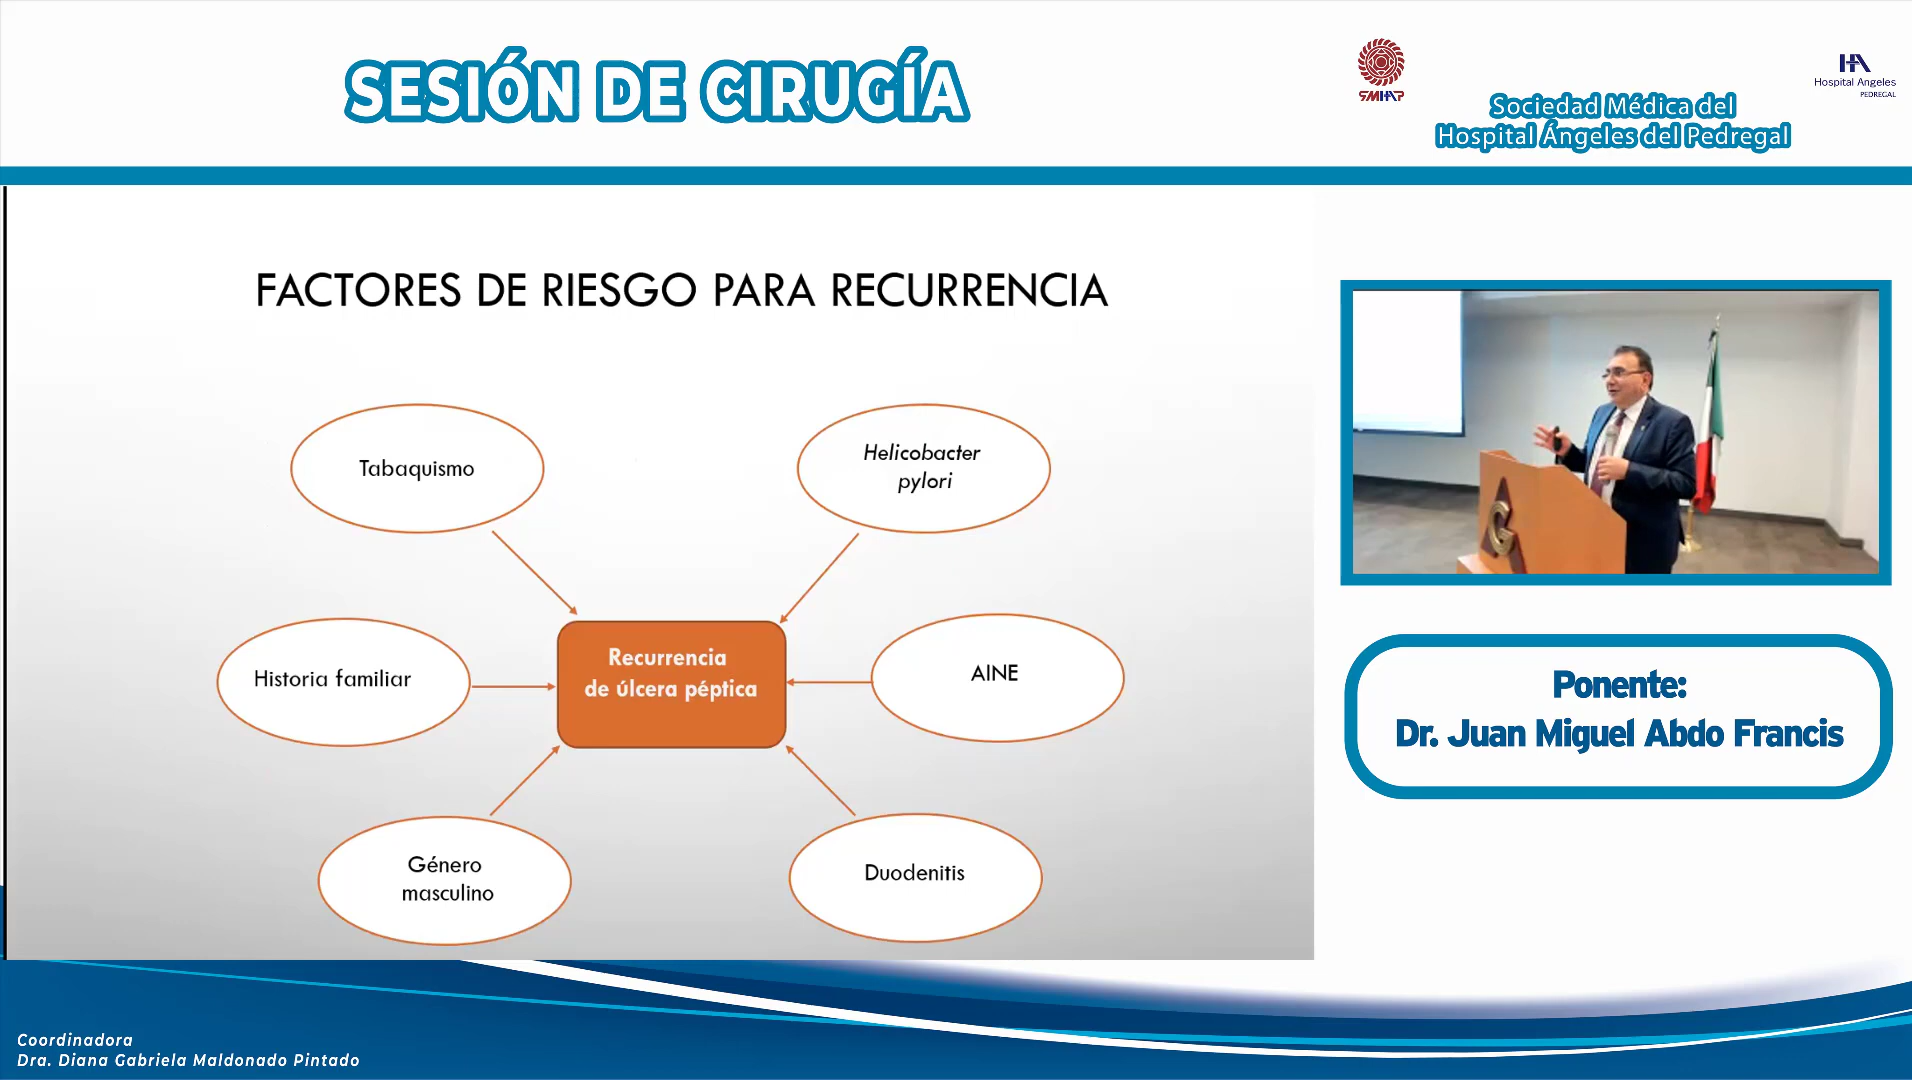 SESIÓN DE CIRUGÍA
SMHAP
Sociedad Médica del
Hospital Ángeles del Pedregal
HA
Hospital Angeles
PEDREGAL
FACTORES DE RIESGO PARA RECURRENCIA
Tabaquismo
Helicobacter
pylori
Historia familiar
Recurrencia
de úlcera péptica
AINE
Género
masculino
Duodenitis
G
Ponente:
Dr. Juan Miguel Abdo Francis
Coordinadora
Dra. Diana Gabriela Maldonado Pintado